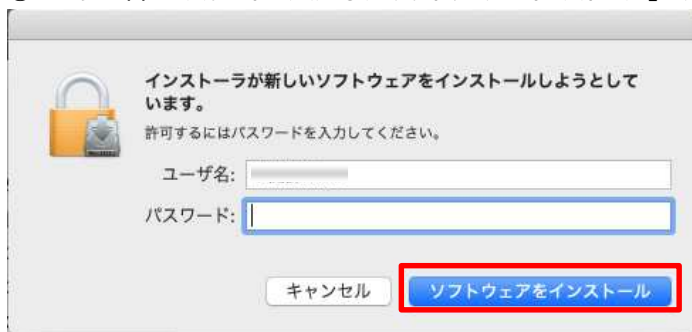 インストーラが新しいソフトウェアをインストールしようとして
います。
許可するにはパスワードを入力してください。
ユーザ名:
パスワード:
キャンセル
ソフトウェアをインストール